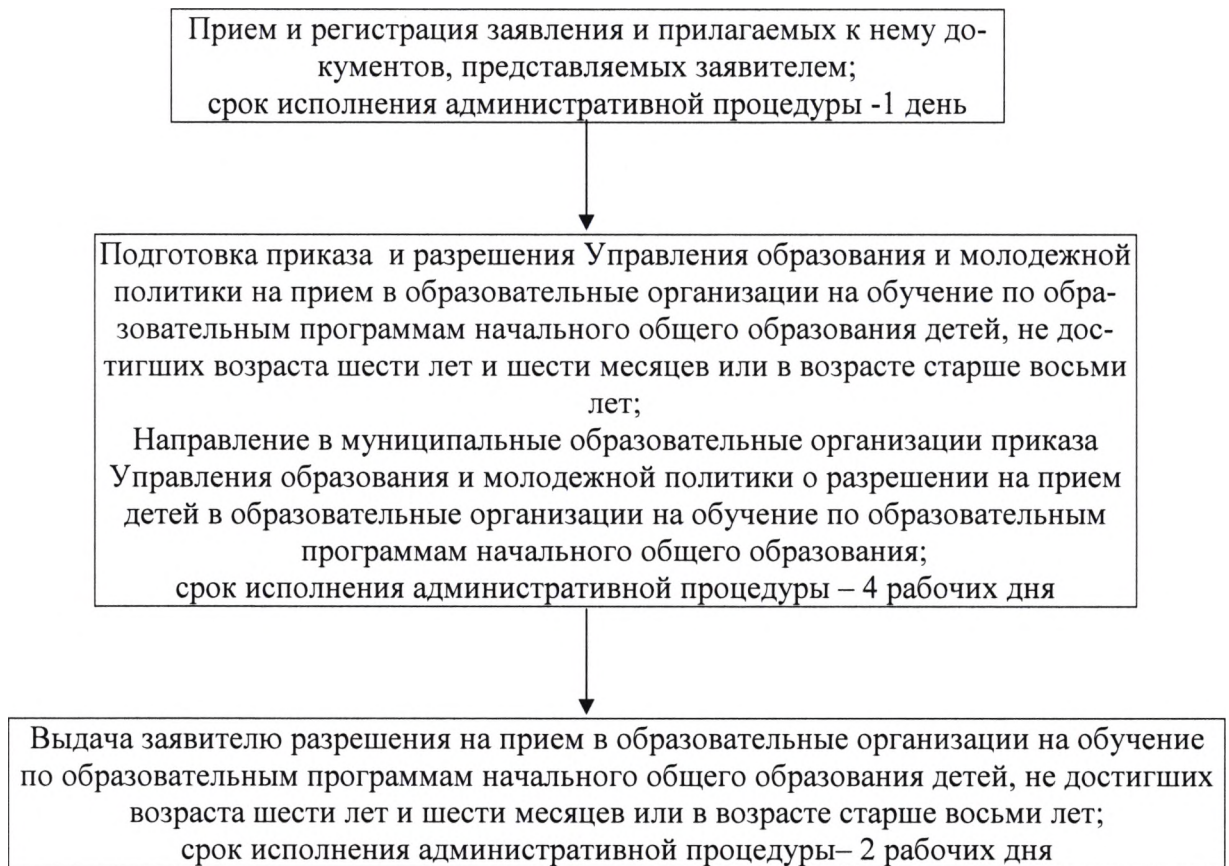 Прием и регистрация заявления и прилагаемых к нему до-
кументов, представляемых заявителем;
срок исполнения административной процедуры -1 день
Подготовка приказа  и разрешения Управления образования и молодежной
политики на прием в образовательные организации на обучение по обра-
зовательным программам начального общего образования детей, не дос-
тигших возраста шести лет и шести месяцев или в возрасте старше восьми
лет;
Направление в муниципальные образовательные организации приказа
Управления образования и молодежной политики о разрешении на прием
детей в образовательные организации на обучение по образовательным
программам начального общего образования;
срок исполнения административной процедуры – 4 рабочих дня
Выдача заявителю разрешения на прием в образовательные организации на обучение
по образовательным программам начального общего образования детей, не достигших
возраста шести лет и шести месяцев или в возрасте старше восьми лет;
срок исполнения административной процедуры– 2 рабочих дня